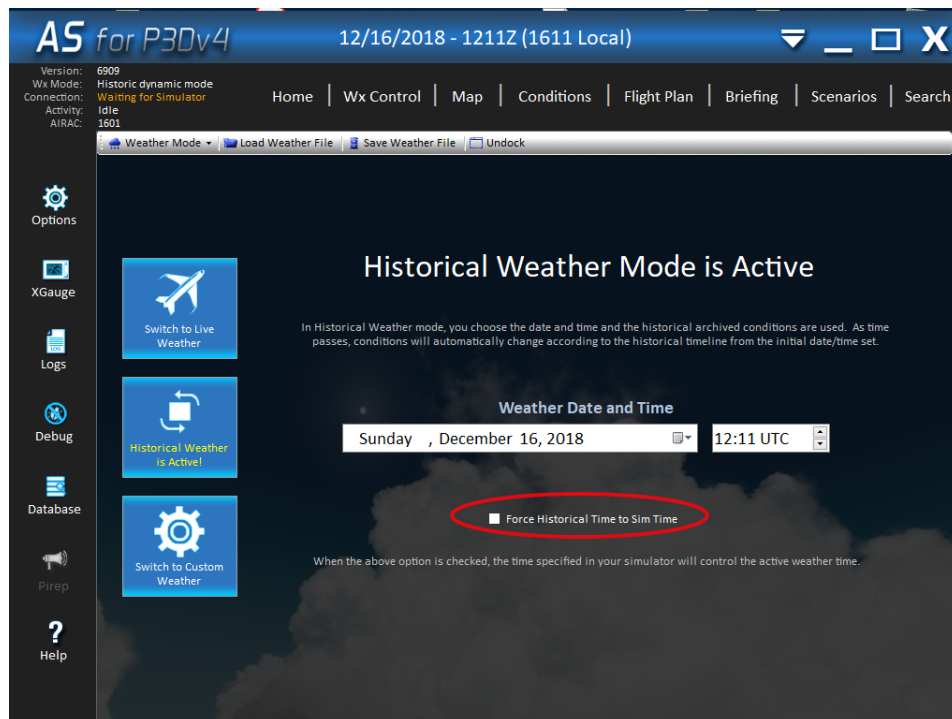 AS for P3Dv4
12/16/2018 - 1211Z (1611 Local)
X
Version: 6909
Wx Mode: Historic dynamic mode
Connection: Waiting for Simulator
Activity: Idle
AIRAC: 1601
Home | Wx Control | Map | Conditions | Flight Plan | Briefing | Scenarios | Search
Weather Mode Load Weather File Save Weather File Undock
Options
XGauge
Logs
LOG
Debug
Database
Pirep
?
Help
Switch to Live
Weather
Historical Weather
is Active!
Switch to Custom
Weather
Historical Weather Mode is Active
In Historical Weather mode, you choose the date and time and the historical archived conditions are used. As time
passes, conditions will automatically change according to the historical timeline from the initial date/time set.
Weather Date and Time
Sunday , December 16, 2018
12:11 UTC
Force Historical Time to Sim Time
When the above option is checked, the time specified in your simulator will control the active weather time.